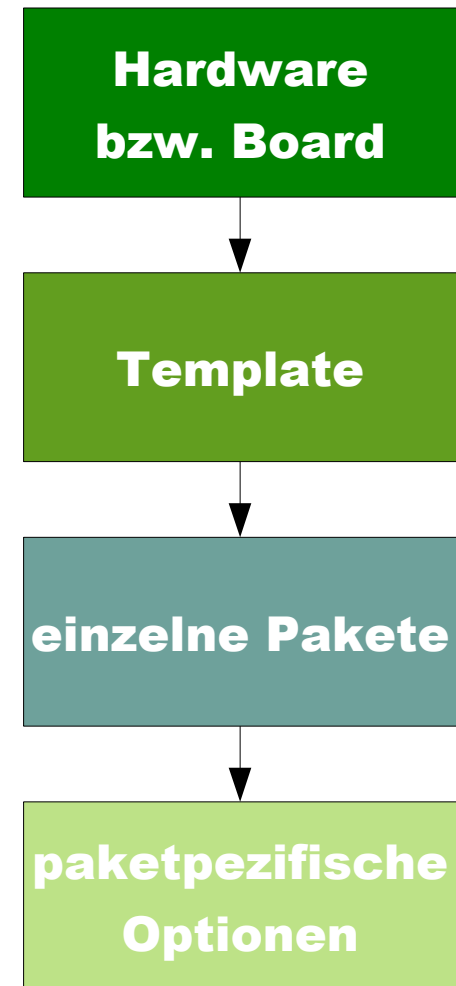 Hardware
bzw. Board
Template
einzelne Pakete
paketpezifische
Optionen